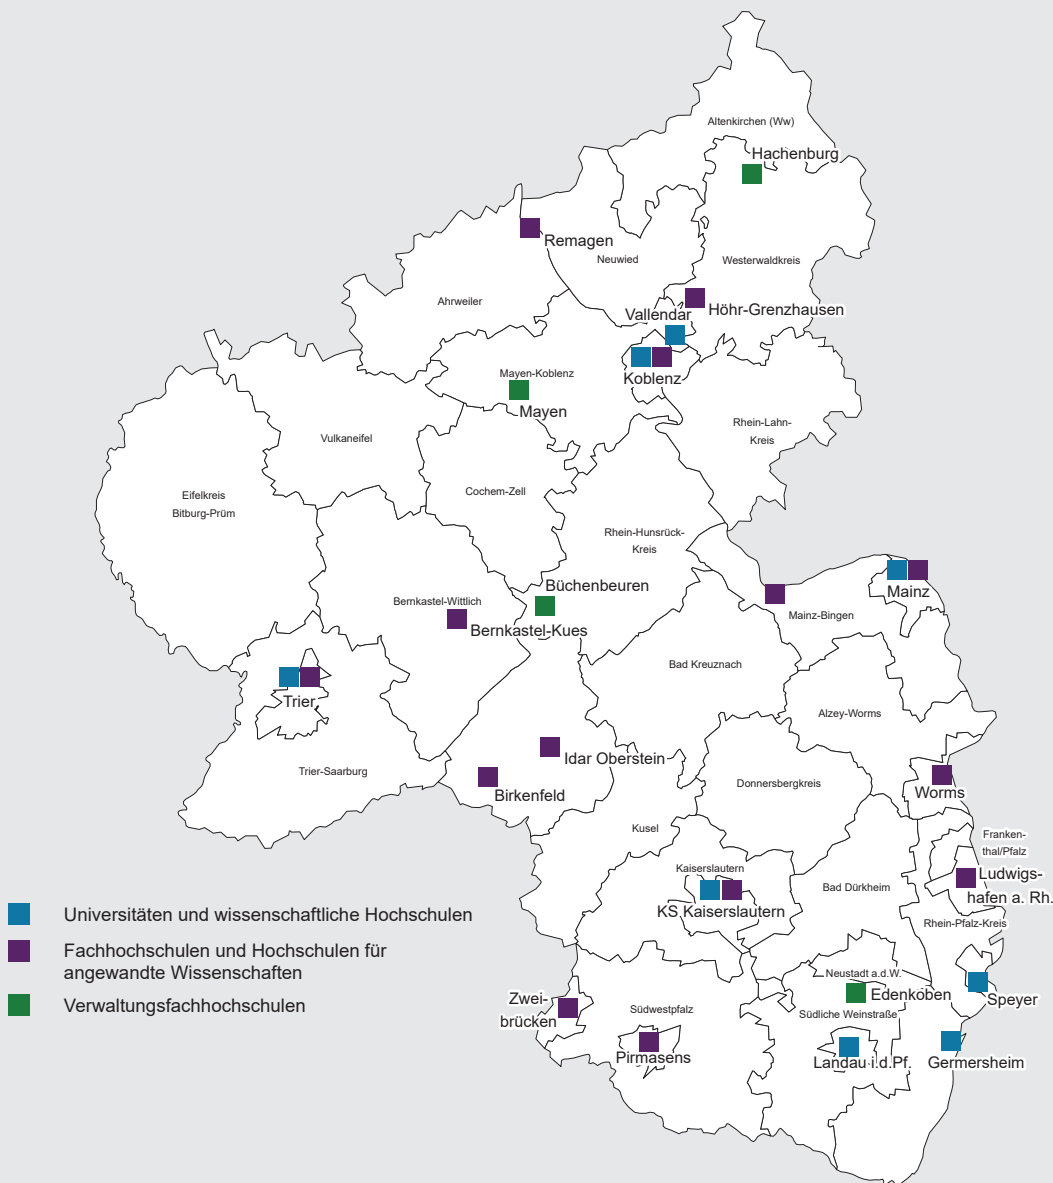 Altenkirchen (Ww)
Hachenburg
Remagen
Neuwied
Westerwaldkreis
Ahrweiler
Höhr-Grenzhausen
Vallendar
Mayen-Koblenz
Koblenz
Mayen
Rhein-Lahn-
Kreis
Vulkaneifel
Cochem-Zell
Eifelkreis
Bitburg-Prüm
Rhein-Hunsrück-
Kreis
Büchenbeuren
Mainz
Bernkastel-Wittlich
Mainz-Bingen
Bernkastel-Kues
Bad Kreuznach
Trier
Alzey-Worms
Idar Oberstein
Trier-Saarburg
Donnersbergkreis
Birkenfeld
Worms
Kusel
Franken-
thal/Pfalz
Kaiserslautern
Ludwigs-
hafen a. Rh.
Bad Dürkheim
KS Kaiserslautern
Rhein-Pfalz-Kreis
Universitäten und wissenschaftliche Hochschulen
Fachhochschulen und Hochschulen für
angewandte Wissenschaften
Verwaltungsfachhochschulen
Neustadt a.d.W.
Edenkoben
Speyer
Zwei-
brücken
Südwestpfalz
Südliche Weinstraße
Pirmasens
Landau i.d.Pf.
Germersheim